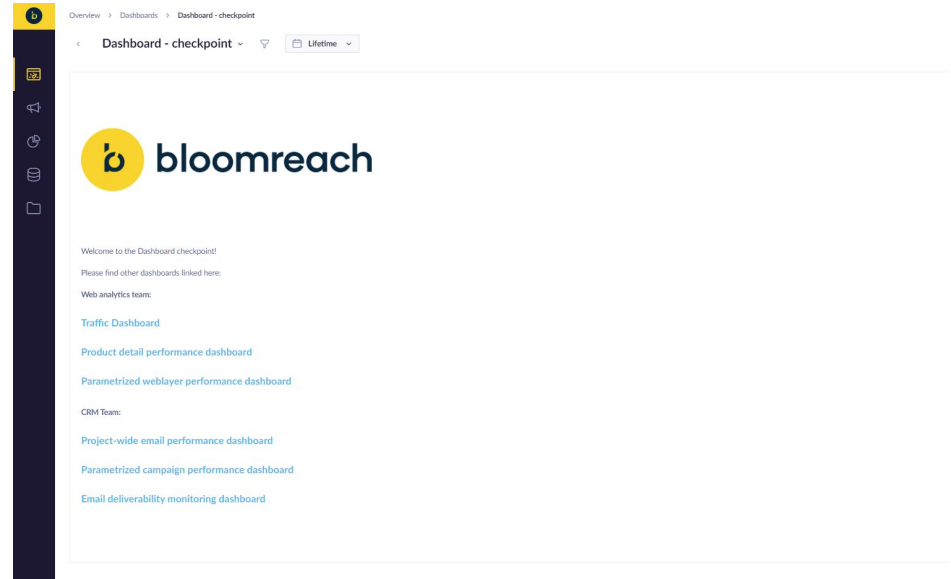 b
Overview > Dashboards > Dashboard - checkpoint
< Dashboard - checkpoint
Lifetime
b bloomreach
Welcome to the Dashboard checkpoint!
Please find other dashboards linked here:
Web analytics team:
Traffic Dashboard
Product detail performance dashboard
Parametrized weblayer performance dashboard
CRM Team:
Project-wide email performance dashboard
Parametrized campaign performance dashboard
Email deliverability monitoring dashboard